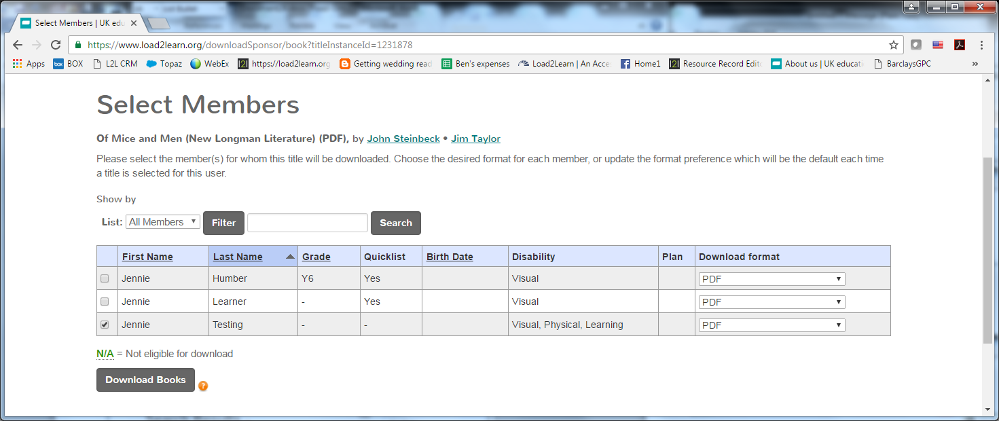 Select Members | UK edu
https://www.load2learn.org/downloadSponsor/book?titleInstanceId=1231878
Apps BOX L2L CRM Topaz WebEx https://load2learn.org Getting wedding read Ben's expenses Load2Learn | An Acce Home1 Resource Record Edit About us | UK educati BarclaysGPC »
Select Members
Of Mice and Men (New Longman Literature) (PDF), by John Steinbeck • Jim Taylor
Please select the member(s) for whom this title will be downloaded. Choose the desired format for each member, or update the format preference which will be the default each time
a title is selected for this user.
Show by
List: All Members Filter Search
First Name Last Name Grade Quicklist Birth Date Disability Plan Download format
Jennie Humber Y6 Yes Visual PDF
Jennie Learner - Yes Visual PDF
Jennie Testing - - Visual, Physical, Learning PDF
N/A = Not eligible for download
Download Books ?